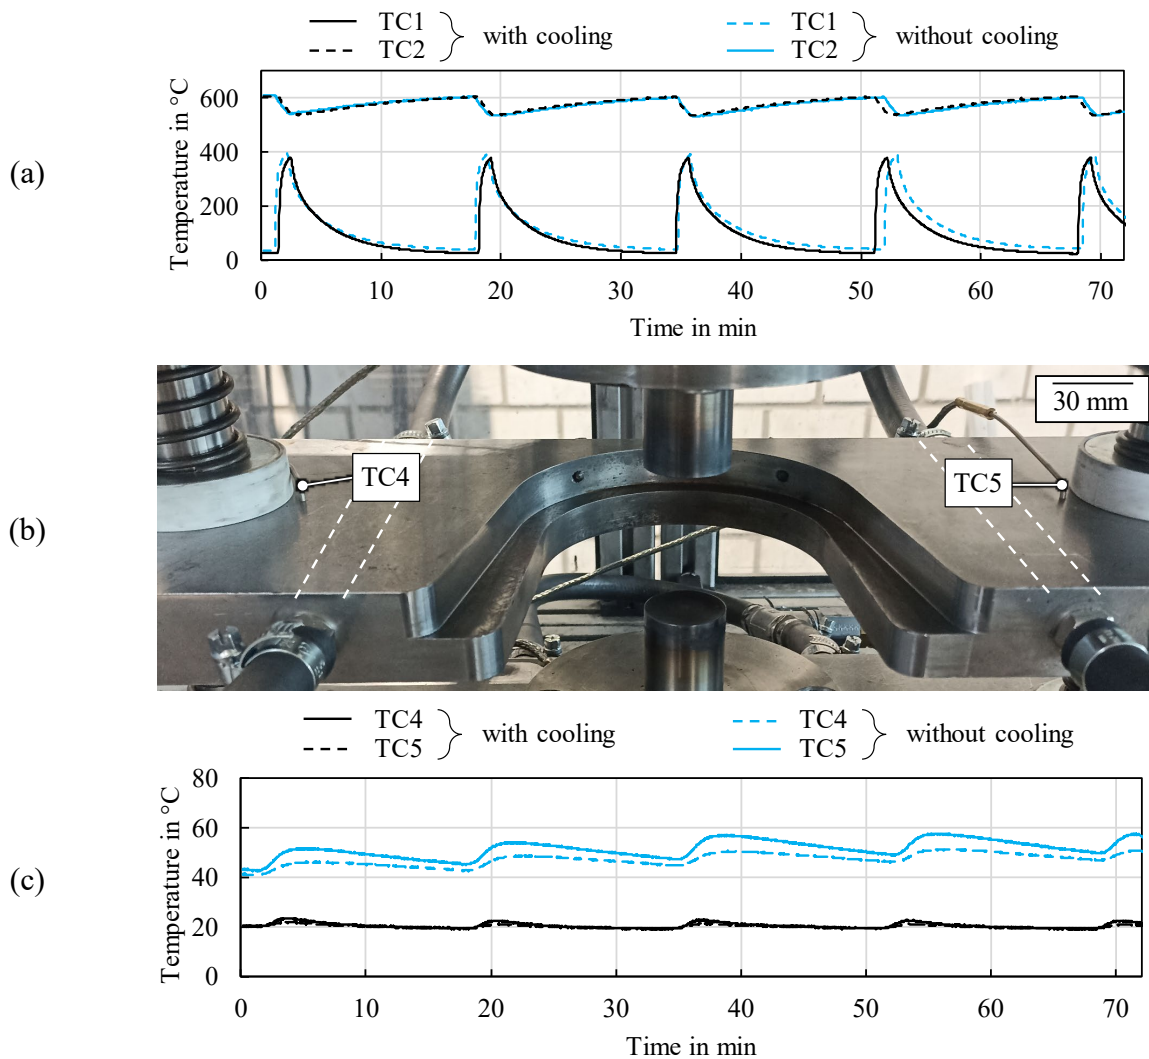 TC1
TC2
with cooling
TC1
TC2
without cooling
(a)
Temperature in °C
600
400
200
0
0 10 20 30 40 50 60 70
Time in min
(b)
TC4
TC5
30 mm
TC4
TC5
with cooling
TC4
TC5
without cooling
(c)
Temperature in °C
80
60
40
20
0
0 10 20 30 40 50 60 70
Time in min